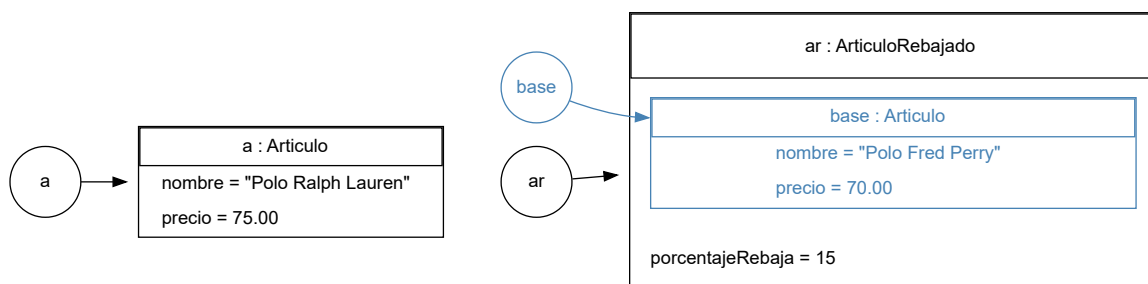 a
a : Articulo
nombre = "Polo Ralph Lauren"
precio = 75.00
base
ar
ar : ArticuloRebajado
base : Articulo
nombre = "Polo Fred Perry"
precio = 70.00
porcentajeRebaja = 15